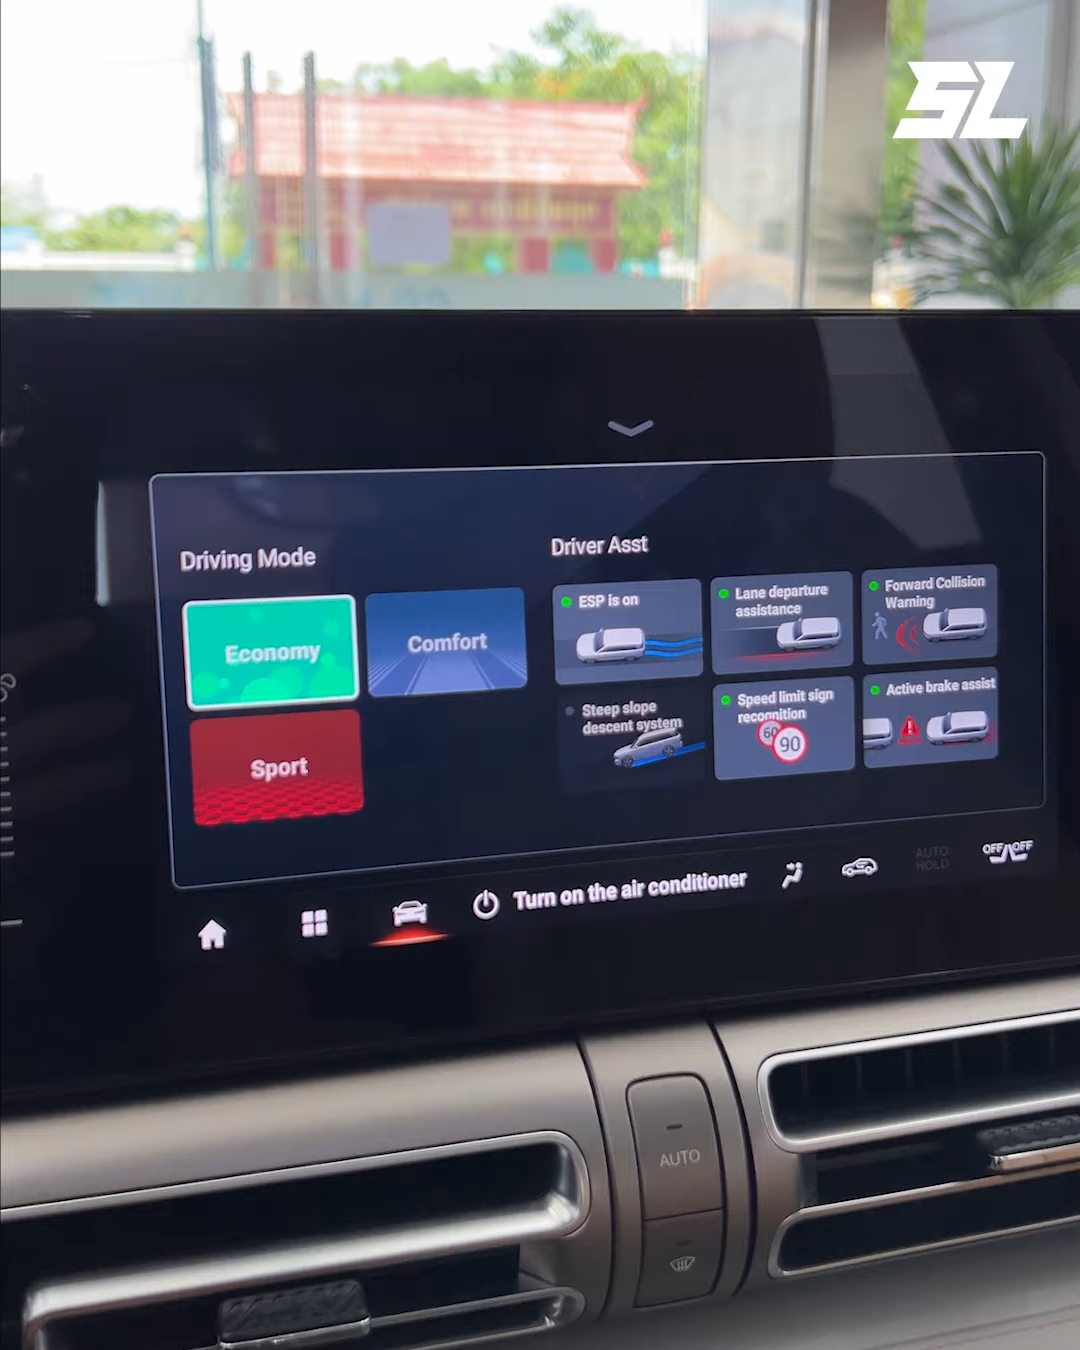 SL
Driving Mode
Economy
Comfort
Sport
Driver Asst
ESP is on
Lane departure
assistance
Forward Collision
Warning
Steep slope
descent system
Speed limit sign
recognition
60
90
Active brake assist
Turn on the air conditioner
AUTO
HOLD
OFF
OFF
AUTO